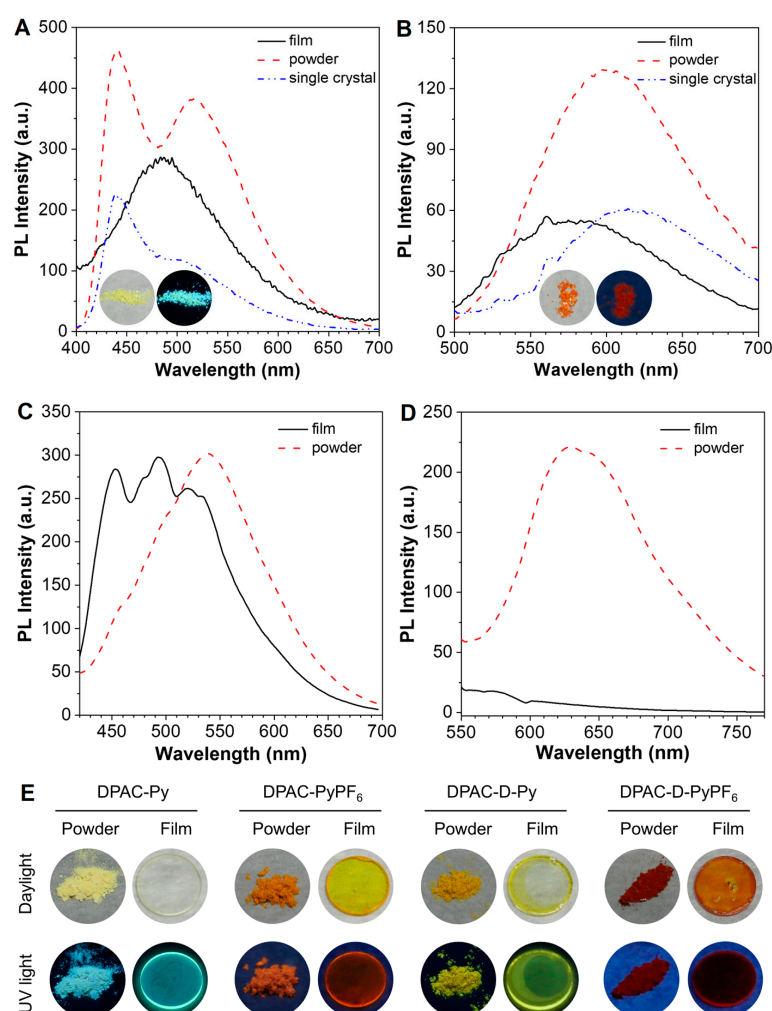 A
film
powder
single crystal
PL Intensity (a.u.)
500
400
300
200
100
0
400 450 500 550 600 650 700
Wavelength (nm)
B
film
powder
single crystal
PL Intensity (a.u.)
150
120
90
60
30
0
500 550 600 650 700
Wavelength (nm)
C
film
powder
PL Intensity (a.u.)
350
300
250
200
150
100
50
0
450 500 550 600 650 700
Wavelength (nm)
D
film
powder
PL Intensity (a.u.)
250
200
150
100
50
0
550 600 650 700 750
Wavelength (nm)
E
DPAC-Py DPAC-PyPF₆ DPAC-D-Py DPAC-D-PyPF₆
Powder Film Powder Film Powder Film Powder Film
Daylight
UV light